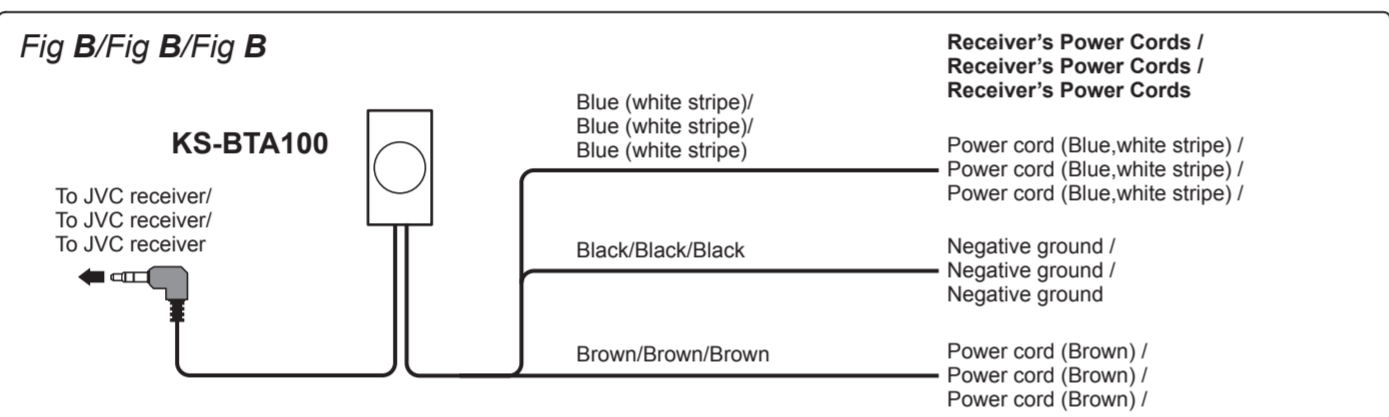 Fig B/Fig B/Fig B
KS-BTA100
To JVC receiver/
To JVC receiver/
To JVC receiver
Blue (white stripe)/
Blue (white stripe)/
Blue (white stripe)
Black/Black/Black
Brown/Brown/Brown
Receiver's Power Cords /
Receiver's Power Cords /
Receiver's Power Cords
Power cord (Blue,white stripe) /
Power cord (Blue,white stripe) /
Power cord (Blue,white stripe) /
Negative ground /
Negative ground /
Negative ground
Power cord (Brown) /
Power cord (Brown) /
Power cord (Brown) /